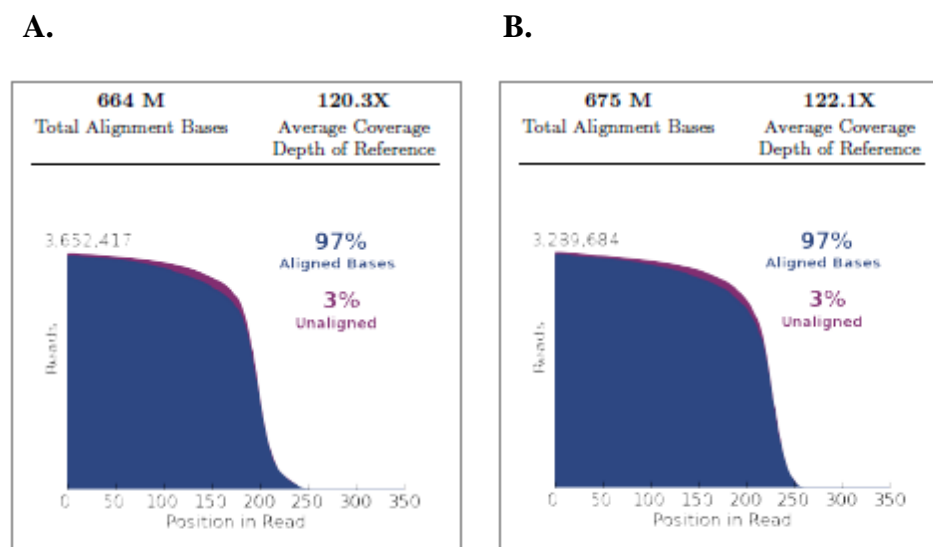 A.
664 M
Total Alignment Bases
120.3X
Average Coverage
Depth of Reference
3,652,417
97%
Aligned Bases
3%
Unaligned
Reads
0 50 100 150 200 250 300 350
Position in Read
B.
675 M
Total Alignment Bases
122.1X
Average Coverage
Depth of Reference
3,289,684
97%
Aligned Bases
3%
Unaligned
Reads
0 50 100 150 200 250 300 350
Position in Read